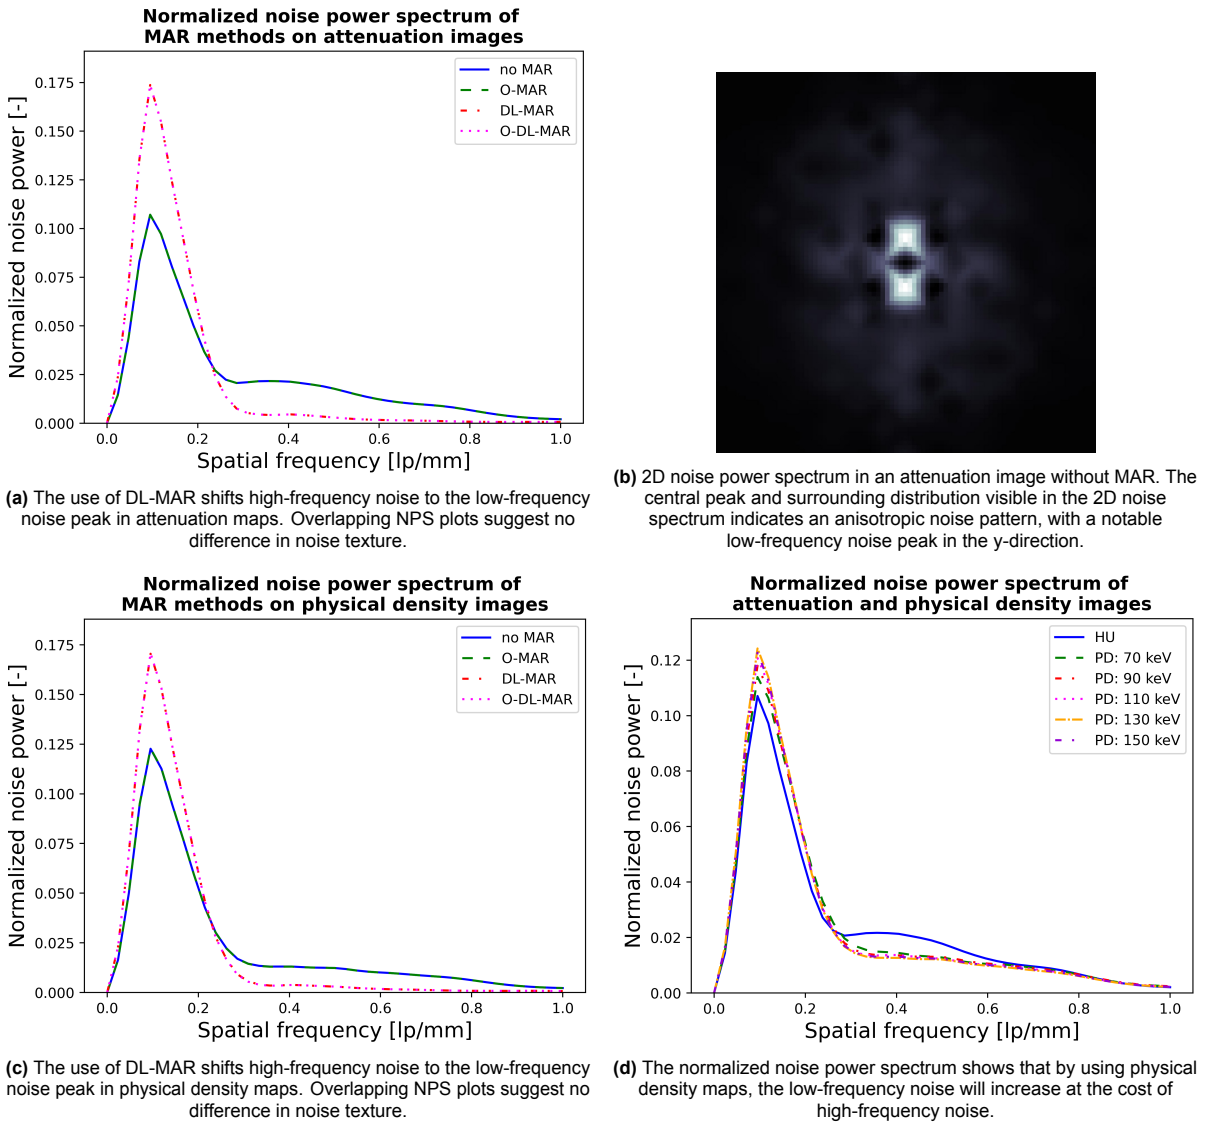 Normalized noise power spectrum of
MAR methods on attenuation images
Normalized noise power [-]
0.175
0.150
0.125
0.100
0.075
0.050
0.025
0.000
0.0
0.2
0.4
0.6
0.8
1.0
Spatial frequency [lp/mm]
no MAR
O-MAR
DL-MAR
O-DL-MAR
(a) The use of DL-MAR shifts high-frequency noise to the low-frequency
noise peak in attenuation maps. Overlapping NPS plots suggest no
difference in noise texture.
(b) 2D noise power spectrum in an attenuation image without MAR. The
central peak and surrounding distribution visible in the 2D noise
spectrum indicates an anisotropic noise pattern, with a notable
low-frequency noise peak in the y-direction.
Normalized noise power spectrum of
MAR methods on physical density images
Normalized noise power [-]
0.175
0.150
0.125
0.100
0.075
0.050
0.025
0.000
0.0
0.2
0.4
0.6
0.8
1.0
Spatial frequency [lp/mm]
no MAR
O-MAR
DL-MAR
O-DL-MAR
(c) The use of DL-MAR shifts high-frequency noise to the low-frequency
noise peak in physical density maps. Overlapping NPS plots suggest no
difference in noise texture.
Normalized noise power spectrum of
attenuation and physical density images
Normalized noise power [-]
0.12
0.10
0.08
0.06
0.04
0.02
0.00
0.0
0.2
0.4
0.6
0.8
1.0
Spatial frequency [lp/mm]
HU
PD: 70 keV
PD: 90 keV
PD: 110 keV
PD: 130 keV
PD: 150 keV
(d) The normalized noise power spectrum shows that by using physical
density maps, the low-frequency noise will increase at the cost of
high-frequency noise.